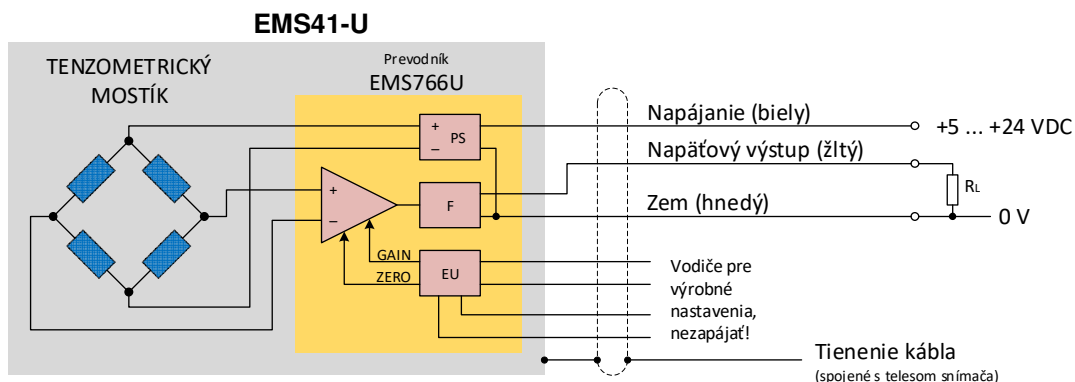 EMS41-U
TENZOMETRICKÝ
MOSTÍK
Prevodník
EMS766U
+
–
PS
+
–
F
GAIN
ZERO
EU
Napájanie (biely)
+5 ... +24 VDC
Napäťový výstup (žltý)
RL
Zem (hnedý)
0 V
Vodiče pre
výrobné
nastavenia,
nezapájať!
Tienenie kábla
(spojené s telesom snímača)